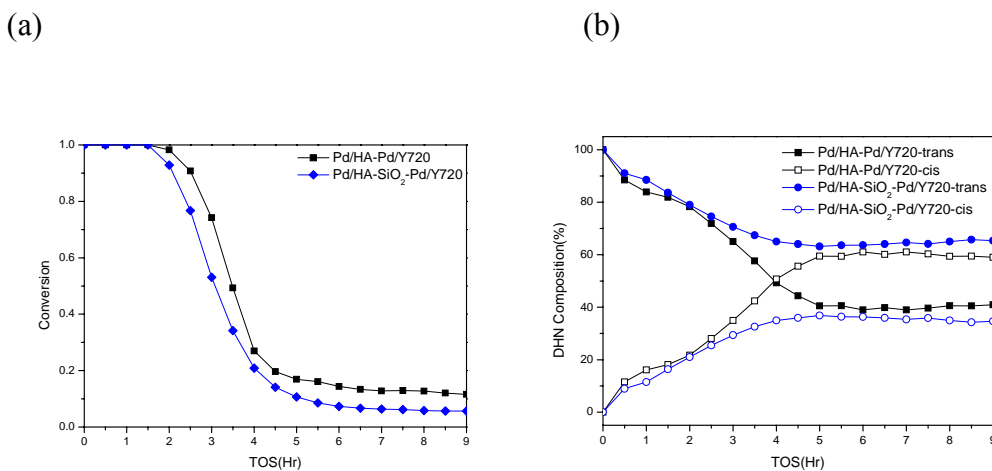 (a)
(b)
Pd/HA-Pd/Y720
Pd/HA-SiO2-Pd/Y720
Conversion
1.0
0.8
0.6
0.4
0.2
0.0
0 1 2 3 4 5 6 7 8 9
TOS(Hr)
Pd/HA-Pd/Y720-trans
Pd/HA-Pd/Y720-cis
Pd/HA-SiO2-Pd/Y720-trans
Pd/HA-SiO2-Pd/Y720-cis
DHN Composition(%)
100
80
60
40
20
0
0 1 2 3 4 5 6 7 8 9
TOS(Hr)